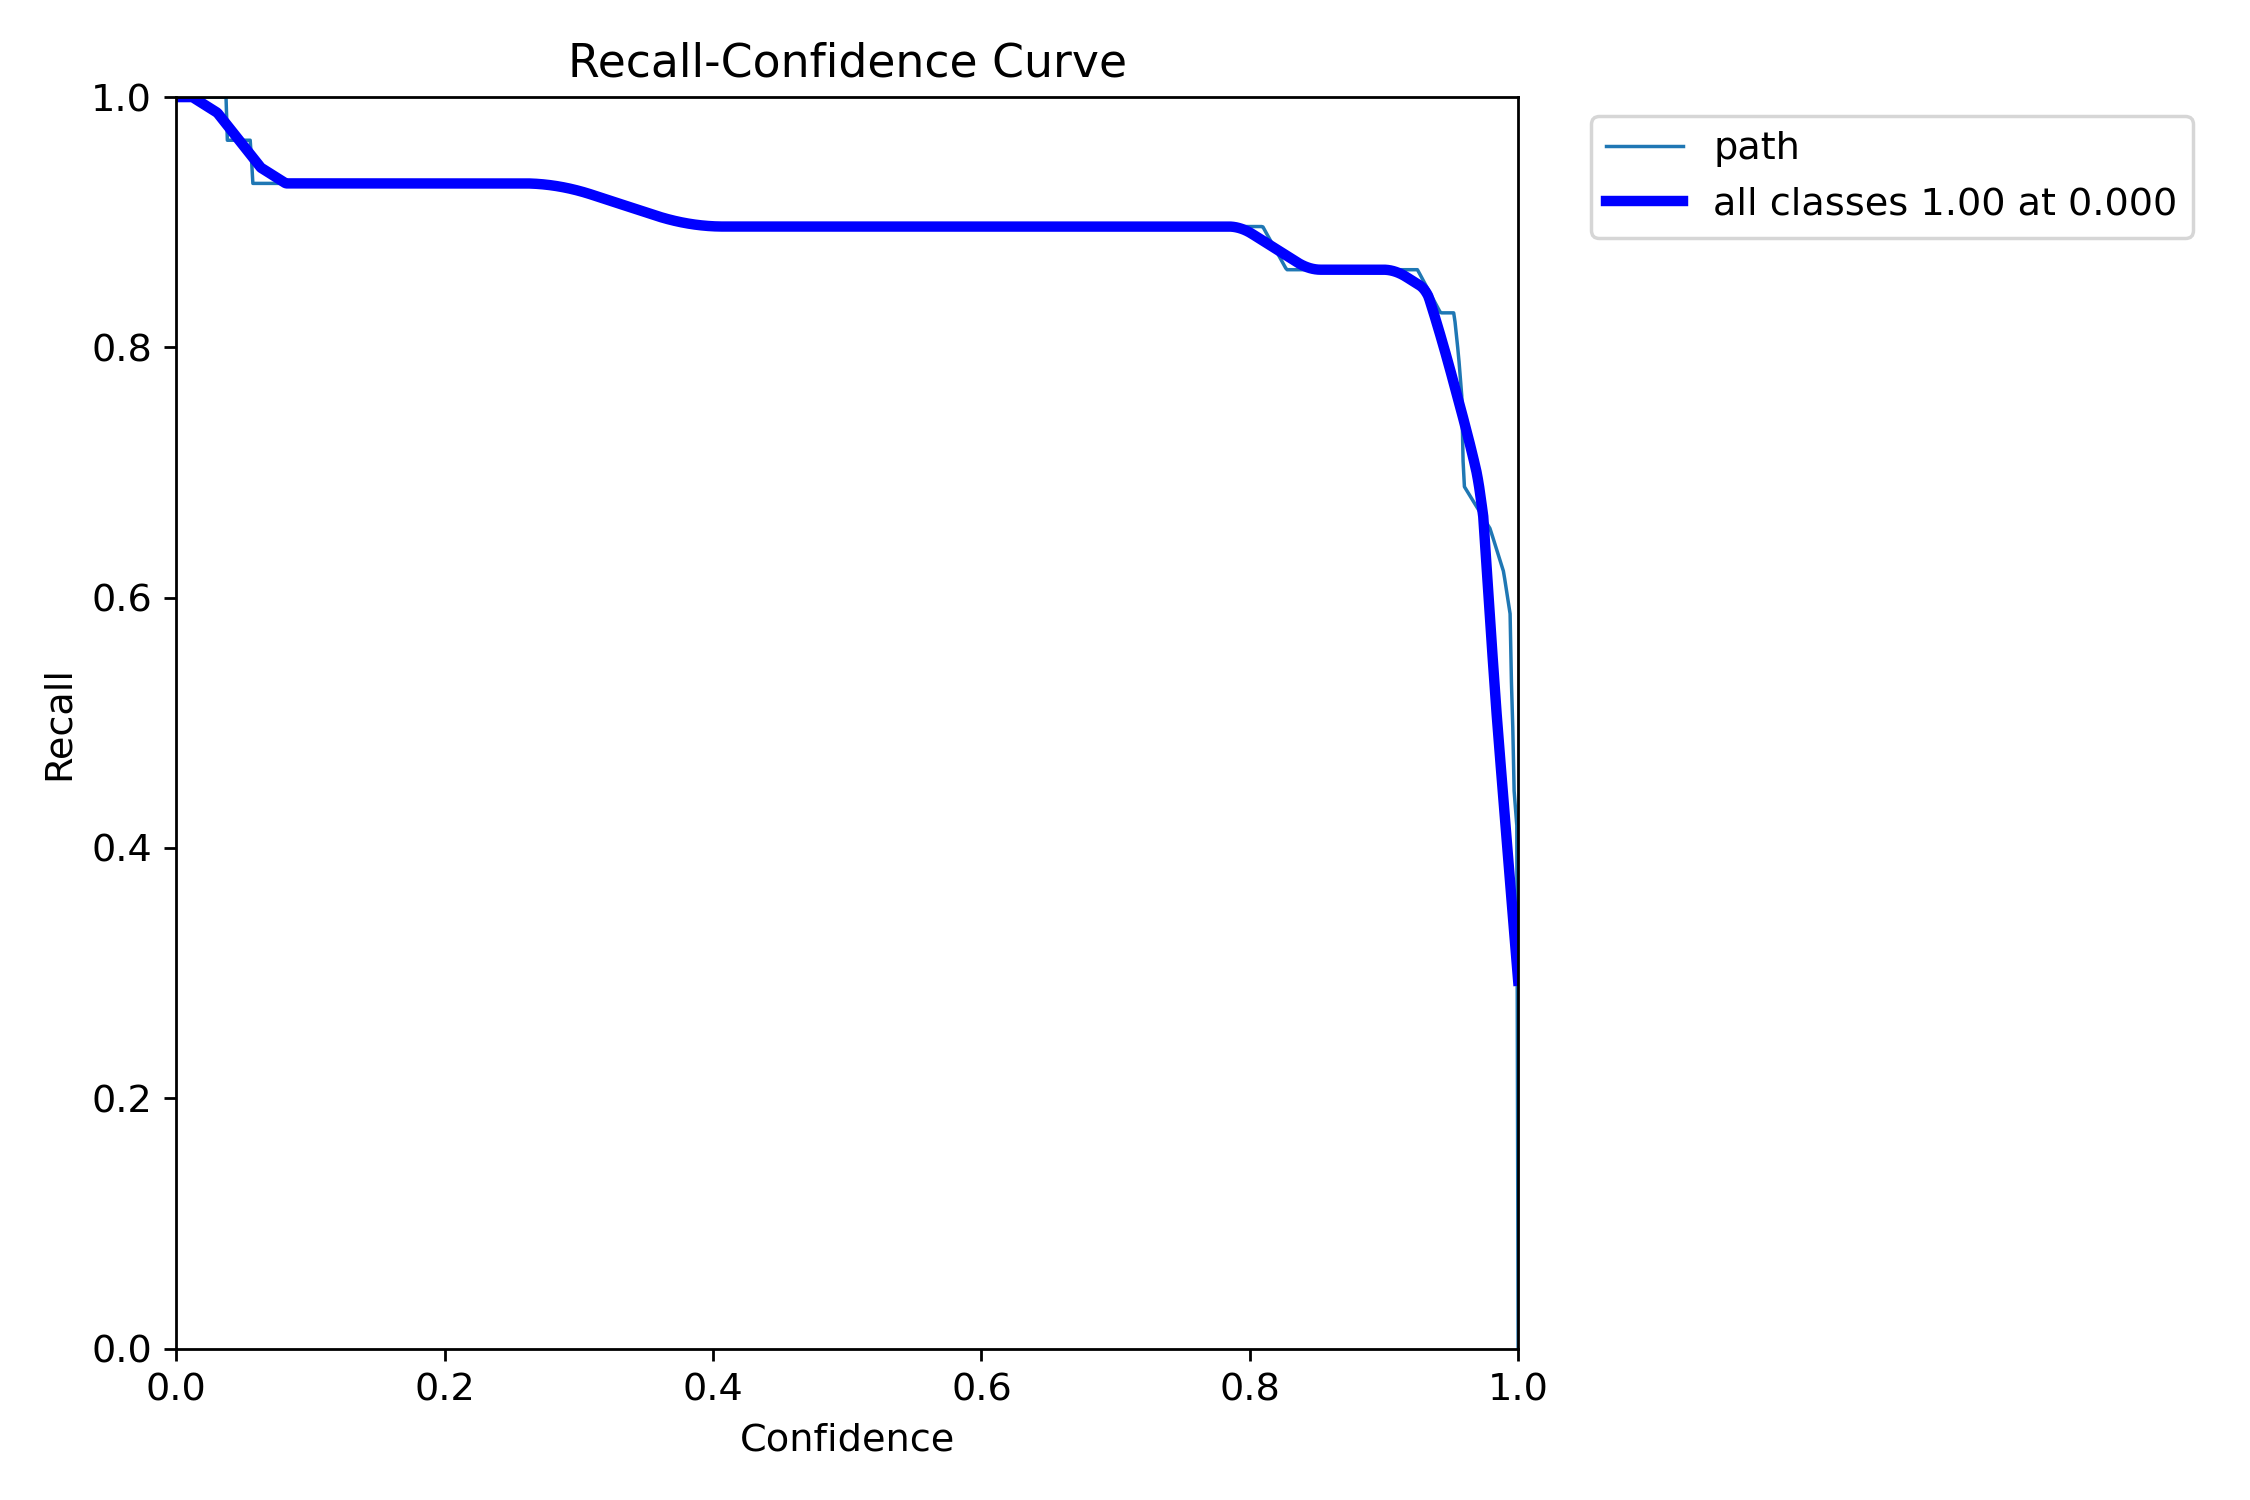 Recall-Confidence Curve
1.0
0.8
0.6
0.4
0.2
0.0
Recall
0.0 0.2 0.4 0.6 0.8 1.0
Confidence
path
all classes 1.00 at 0.000